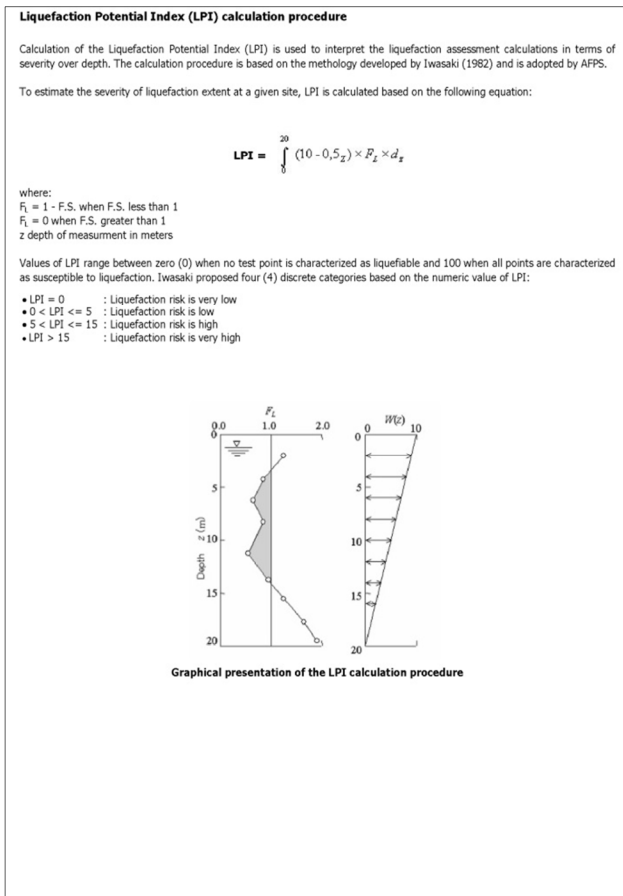 Liquefaction Potential Index (LPI) calculation procedure
Calculation of the Liquefaction Potential Index (LPI) is used to interpret the liquefaction assessment calculations in terms of
severity over depth. The calculation procedure is based on the methology developed by Iwasaki (1982) and is adopted by AFPS.
To estimate the severity of liquefaction extent at a given site, LPI is calculated based on the following equation:
20
LPI = ∫ (10 - 0,5z) × FL × dz
0
where:
FL = 1 - F.S. when F.S. less than 1
FL = 0 when F.S. greater than 1
z depth of measurment in meters
Values of LPI range between zero (0) when no test point is characterized as liquefiable and 100 when all points are characterized
as susceptible to liquefaction. Iwasaki proposed four (4) discrete categories based on the numeric value of LPI:
• LPI = 0 : Liquefaction risk is very low
• 0 < LPI <= 5 : Liquefaction risk is low
• 5 < LPI <= 15 : Liquefaction risk is high
• LPI > 15 : Liquefaction risk is very high
FL
0.0 1.0 2.0
0
5
10
15
20
Depth z (m)
W(z)
0 10
0
5
10
15
20
Graphical presentation of the LPI calculation procedure